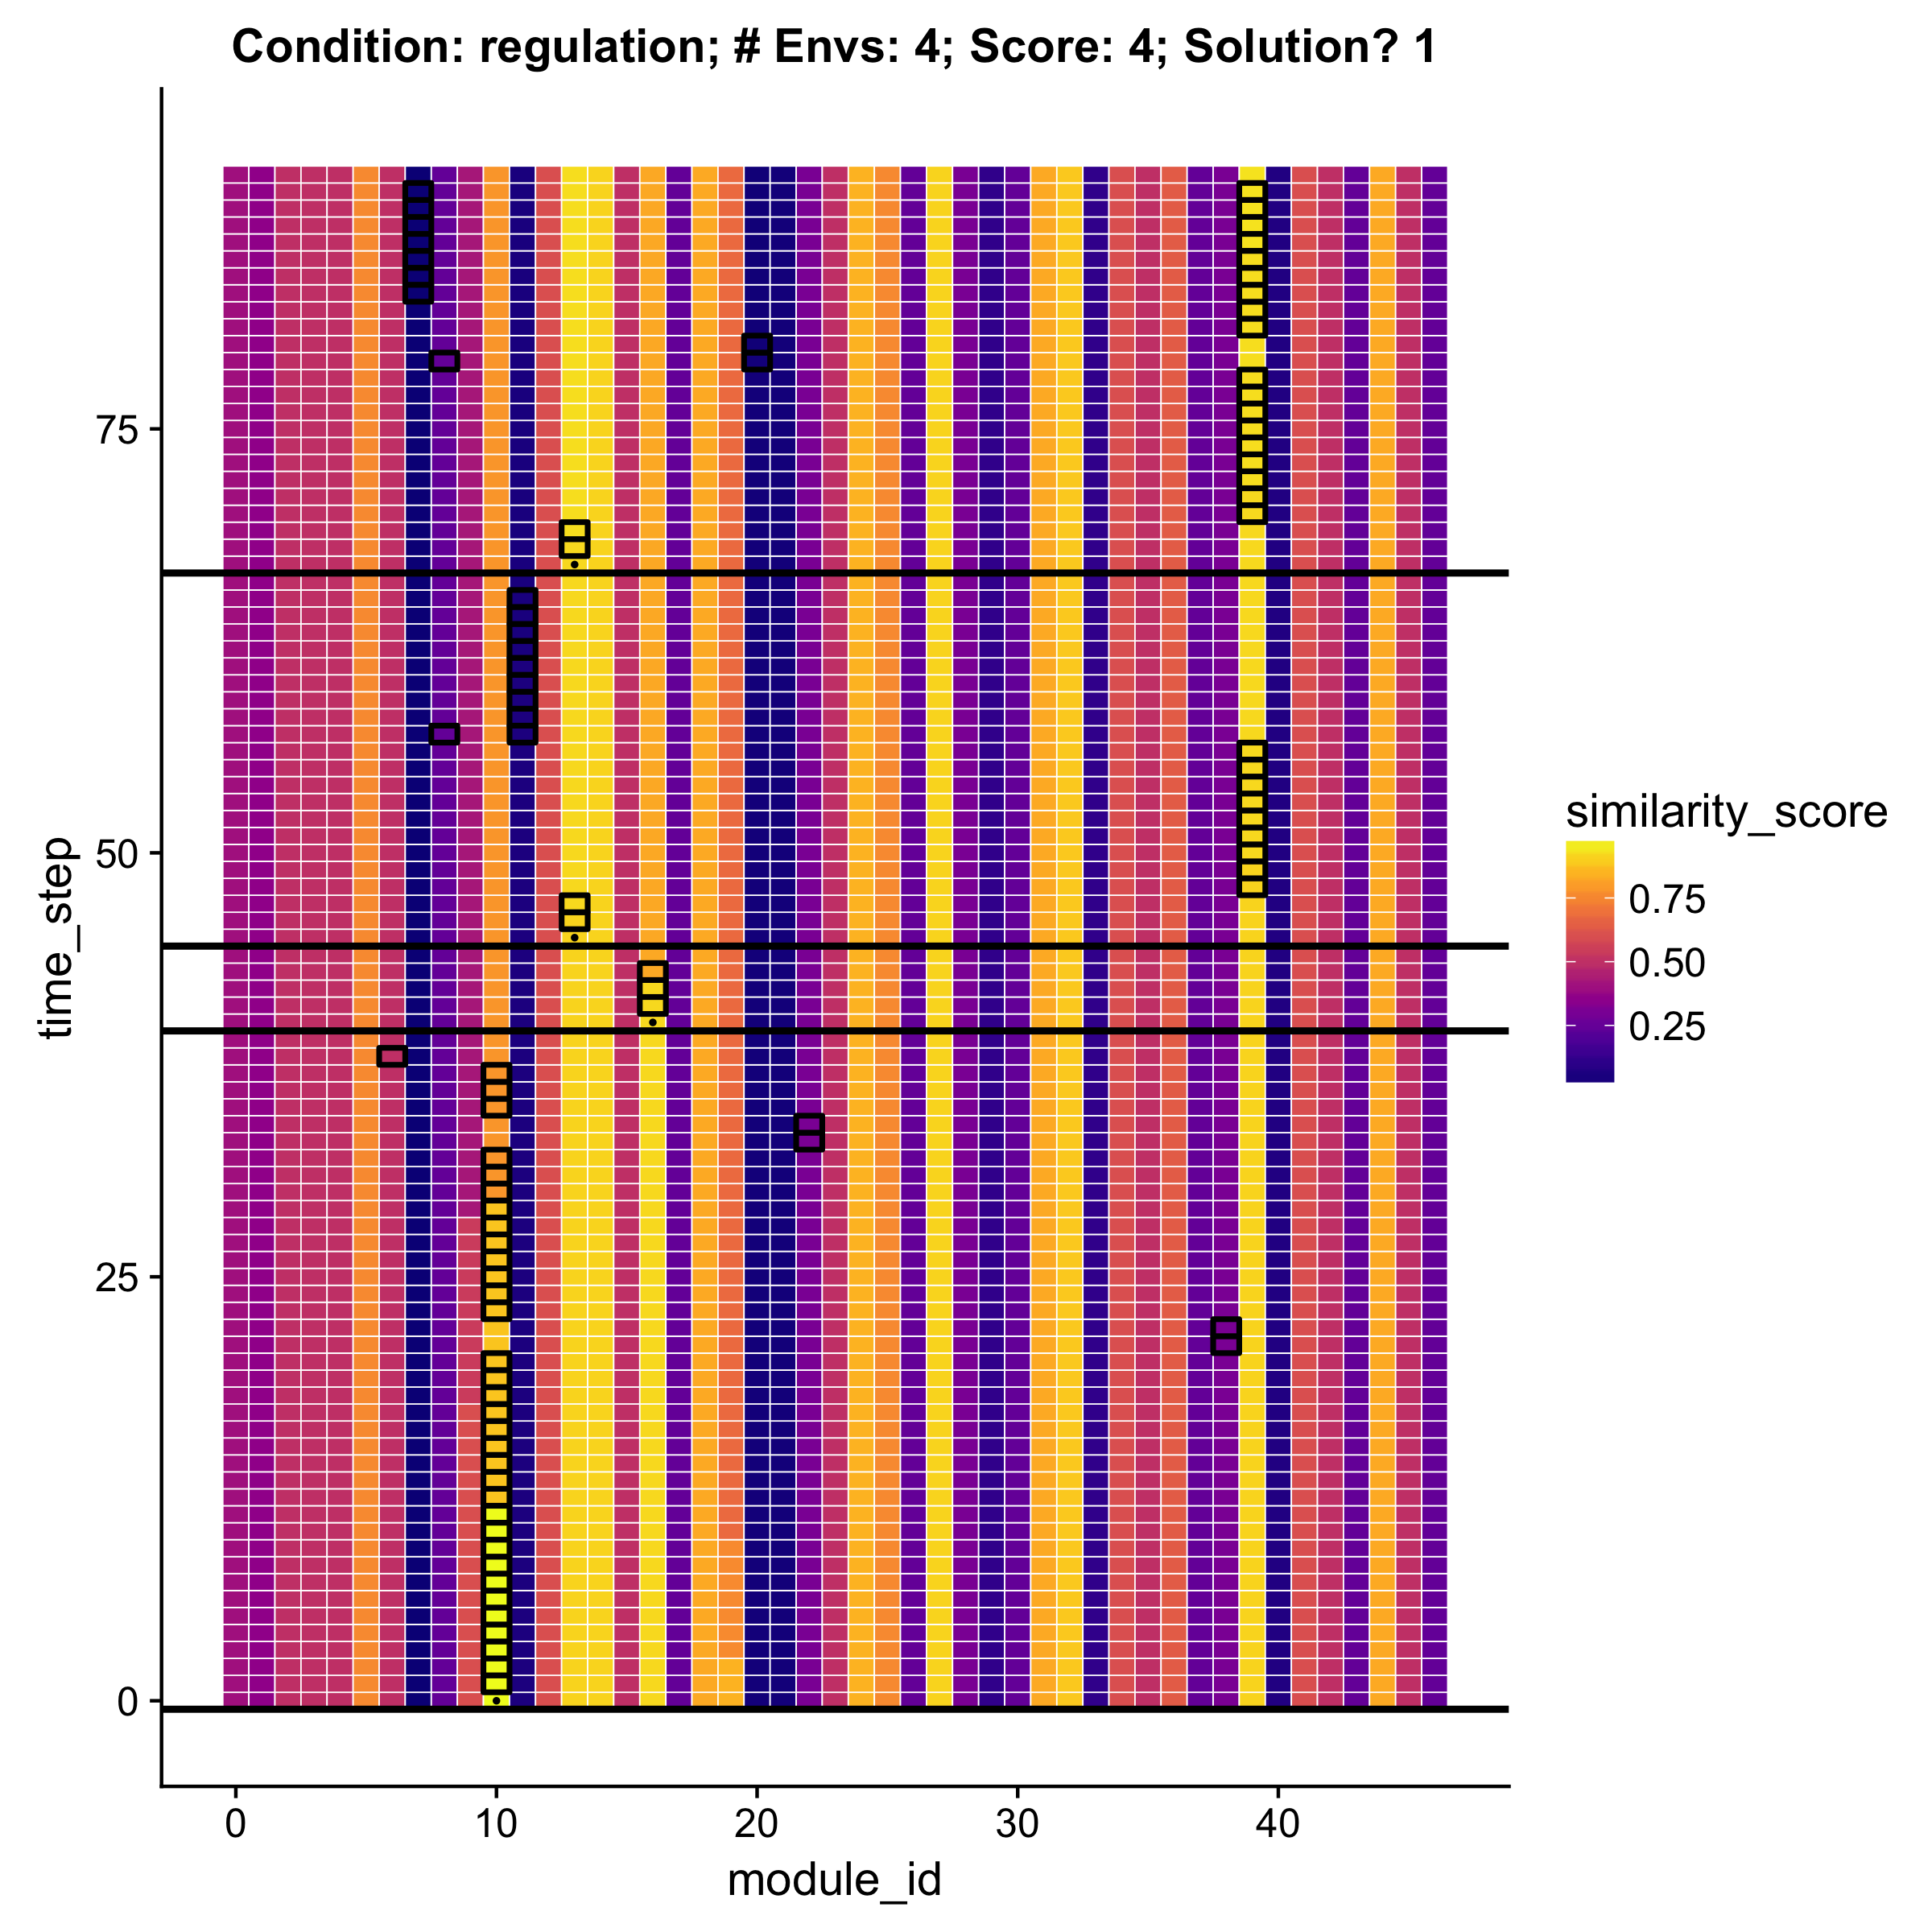 Condition: regulation; # Envs: 4; Score: 4; Solution? 1
time_step
75
50
25
0
0 10 20 30 40
module_id
similarity_score
0.75
0.50
0.25